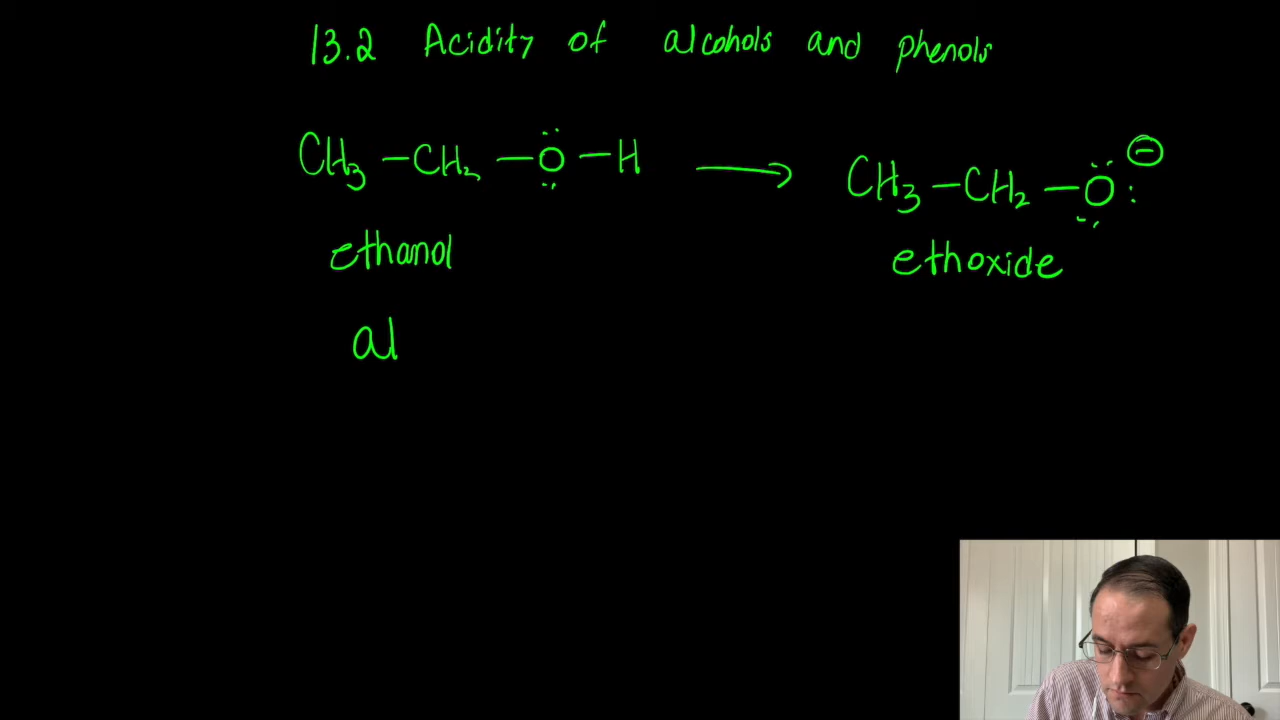 13.2 Acidity of alcohols and phenols
CH₃ – CH₂ – Ö – H ⟶ CH₃ – CH₂ – Ö: ⊖
ethanol ethoxide
al